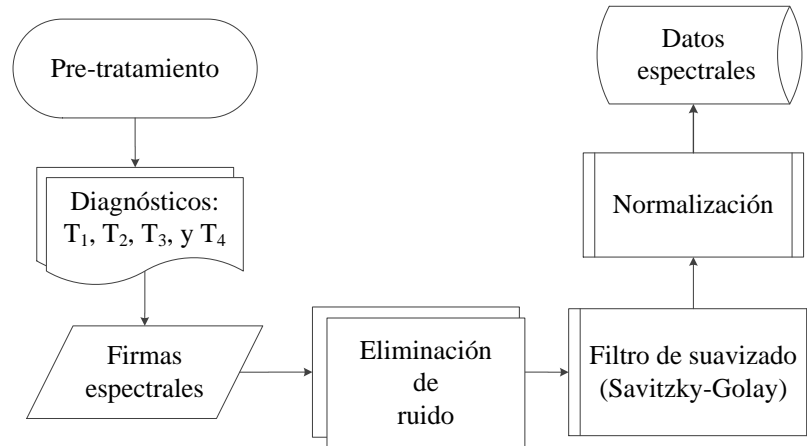 Pre-tratamiento
Diagnósticos:
T₁, T₂, T₃, y T₄
Firmas
espectrales
Eliminación
de
ruido
Filtro de suavizado
(Savitzky-Golay)
Normalización
Datos
espectrales